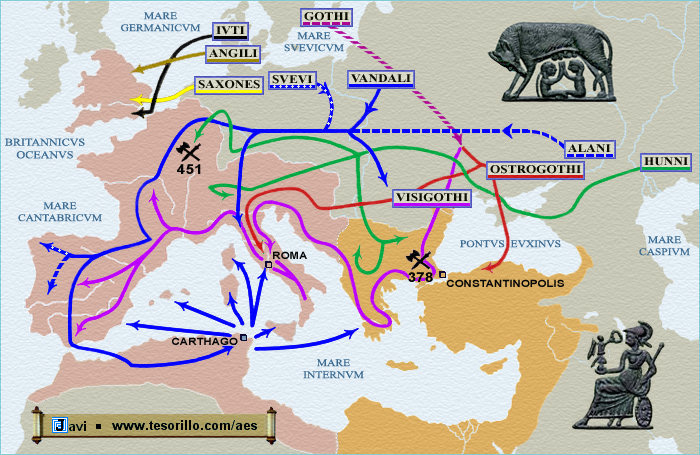 MARE
GERMANICVM
IVTI
ANGILI
SAXONES
SVEVI
GOTHI
MARE
SVEVICVM
VANDALI
ALANI
HUNNI
OSTROGOTHI
VISIGOTHI
BRITANNICVS
OCEANVS
451
MARE
CANTABRICVM
PONTVS EVXINVS
MARE
CASPIVM
ROMA
378
CONSTANTINOPOLIS
CARTHAGO
MARE
INTERNVM
Javi ▪ www.tesorillo.com/aes